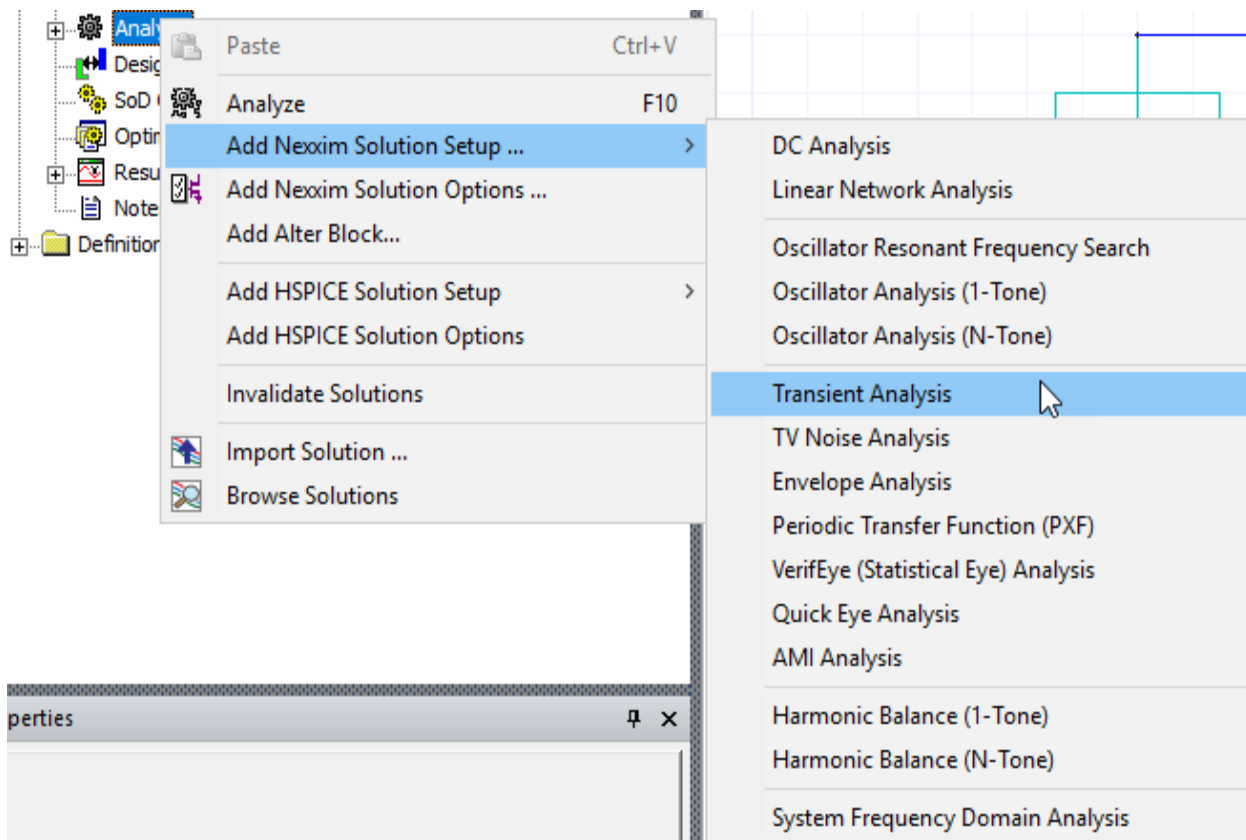 Analy
Desig
SoD
Optim
Resu
Note
Definition
Paste Ctrl+V
Analyze F10
Add Nexxim Solution Setup ...
Add Nexxim Solution Options ...
Add Alter Block...
Add HSPICE Solution Setup
Add HSPICE Solution Options
Invalidate Solutions
Import Solution ...
Browse Solutions
DC Analysis
Linear Network Analysis
Oscillator Resonant Frequency Search
Oscillator Analysis (1-Tone)
Oscillator Analysis (N-Tone)
Transient Analysis
TV Noise Analysis
Envelope Analysis
Periodic Transfer Function (PXF)
VerifEye (Statistical Eye) Analysis
Quick Eye Analysis
AMI Analysis
Harmonic Balance (1-Tone)
Harmonic Balance (N-Tone)
System Frequency Domain Analysis
perties